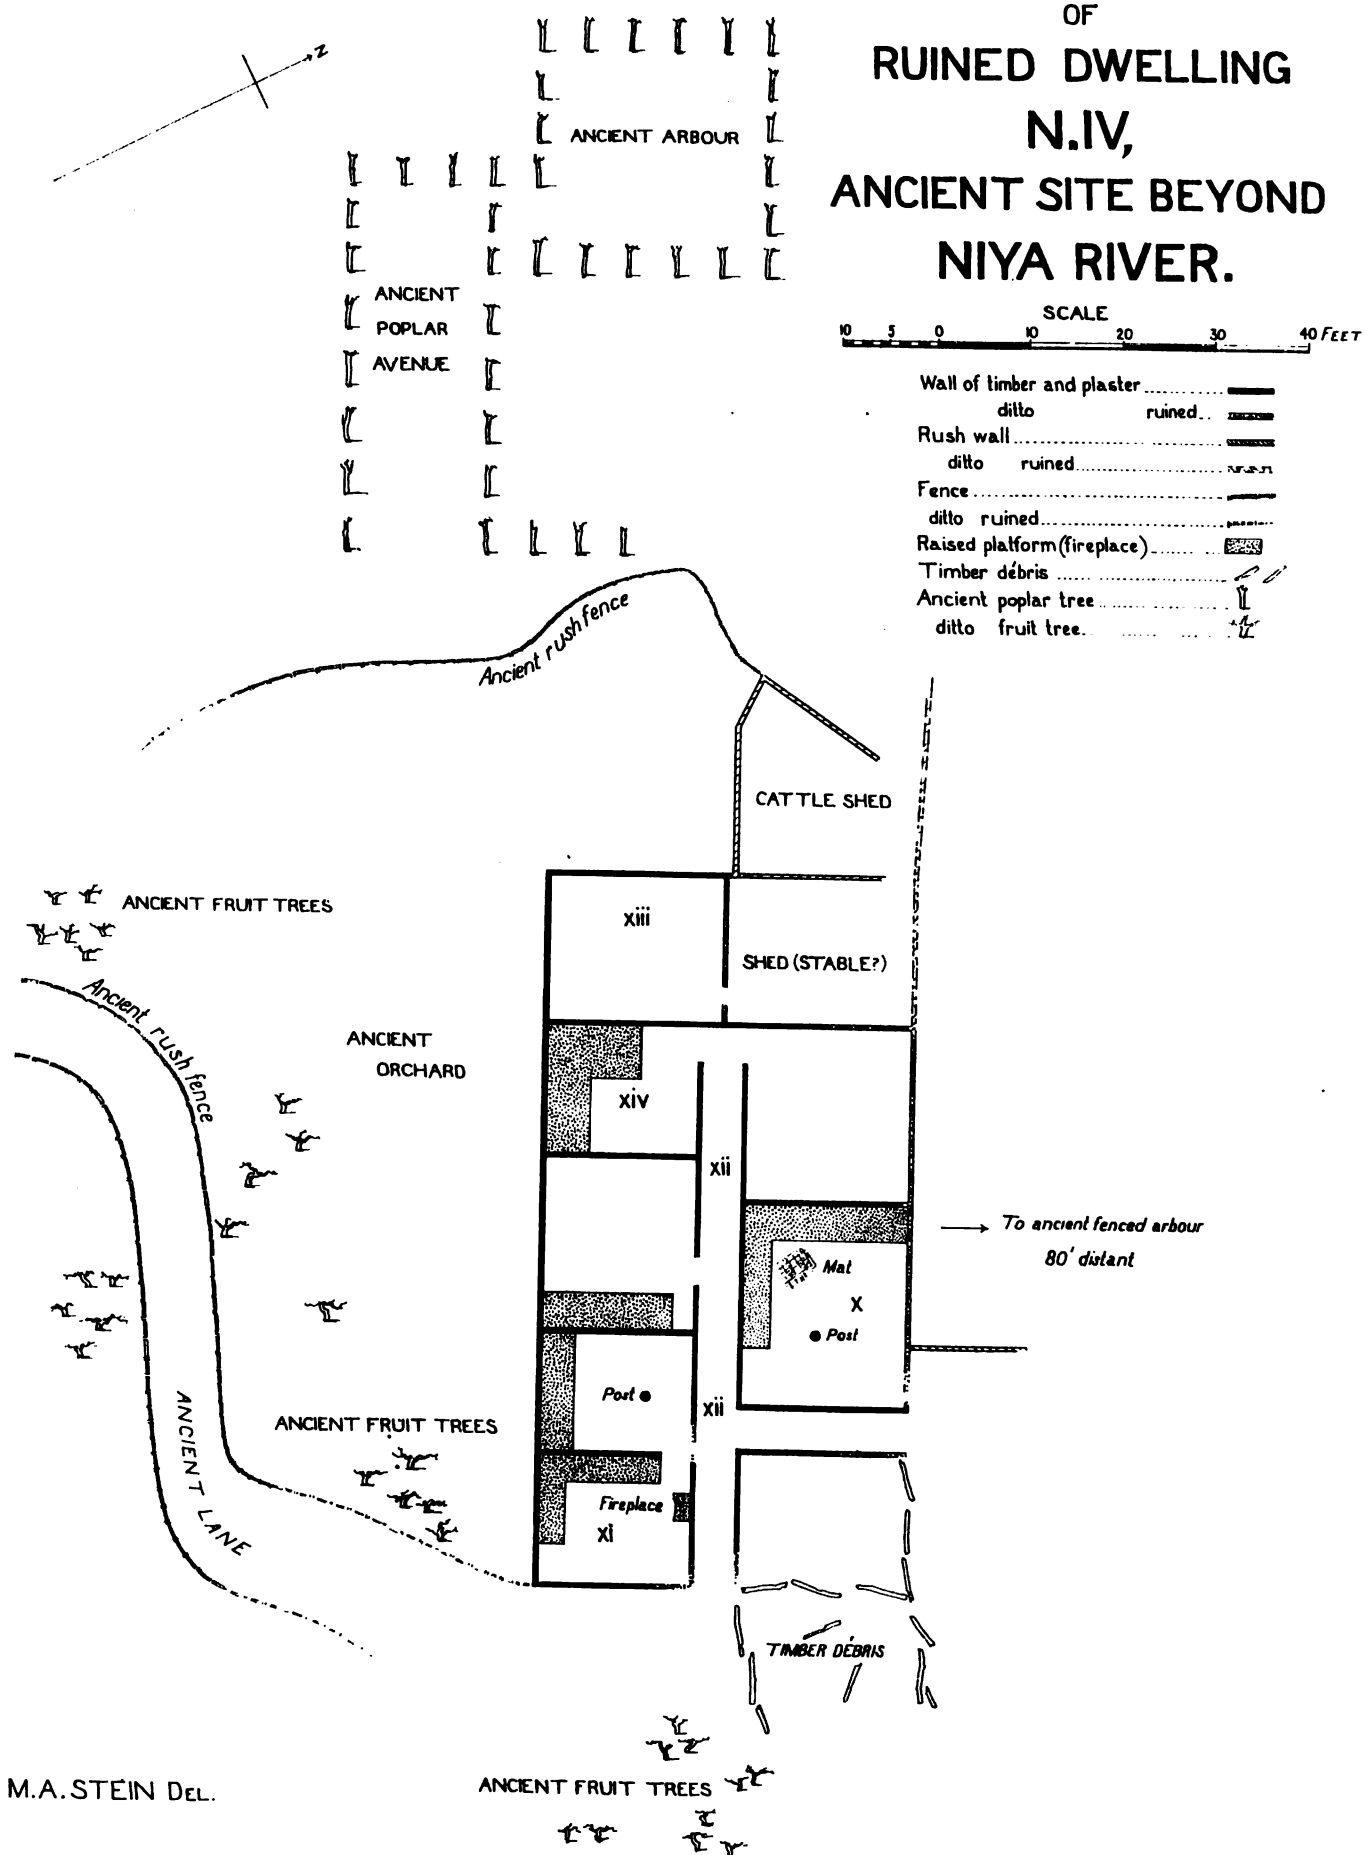 OF
RUINED DWELLING
N.IV,
ANCIENT SITE BEYOND
NIYA RIVER.
SCALE
10 5 0 10 20 30 40 FEET
Wall of timber and plaster
ditto ruined
Rush wall
ditto ruined
Fence
ditto ruined
Raised platform (fireplace)
Timber débris
Ancient poplar tree
ditto fruit tree
N
ANCIENT ARBOUR
ANCIENT
POPLAR
AVENUE
Ancient rush fence
CATTLE SHED
ANCIENT FRUIT TREES
xiii
SHED (STABLE?)
Ancient rush fence
ANCIENT
ORCHARD
xiv
xii
To ancient fenced arbour
80' distant
Mat
x
Post
Post
xii
ANCIENT LANE
ANCIENT FRUIT TREES
Fireplace
xi
TIMBER DÉBRIS
M.A. STEIN DEL.
ANCIENT FRUIT TREES